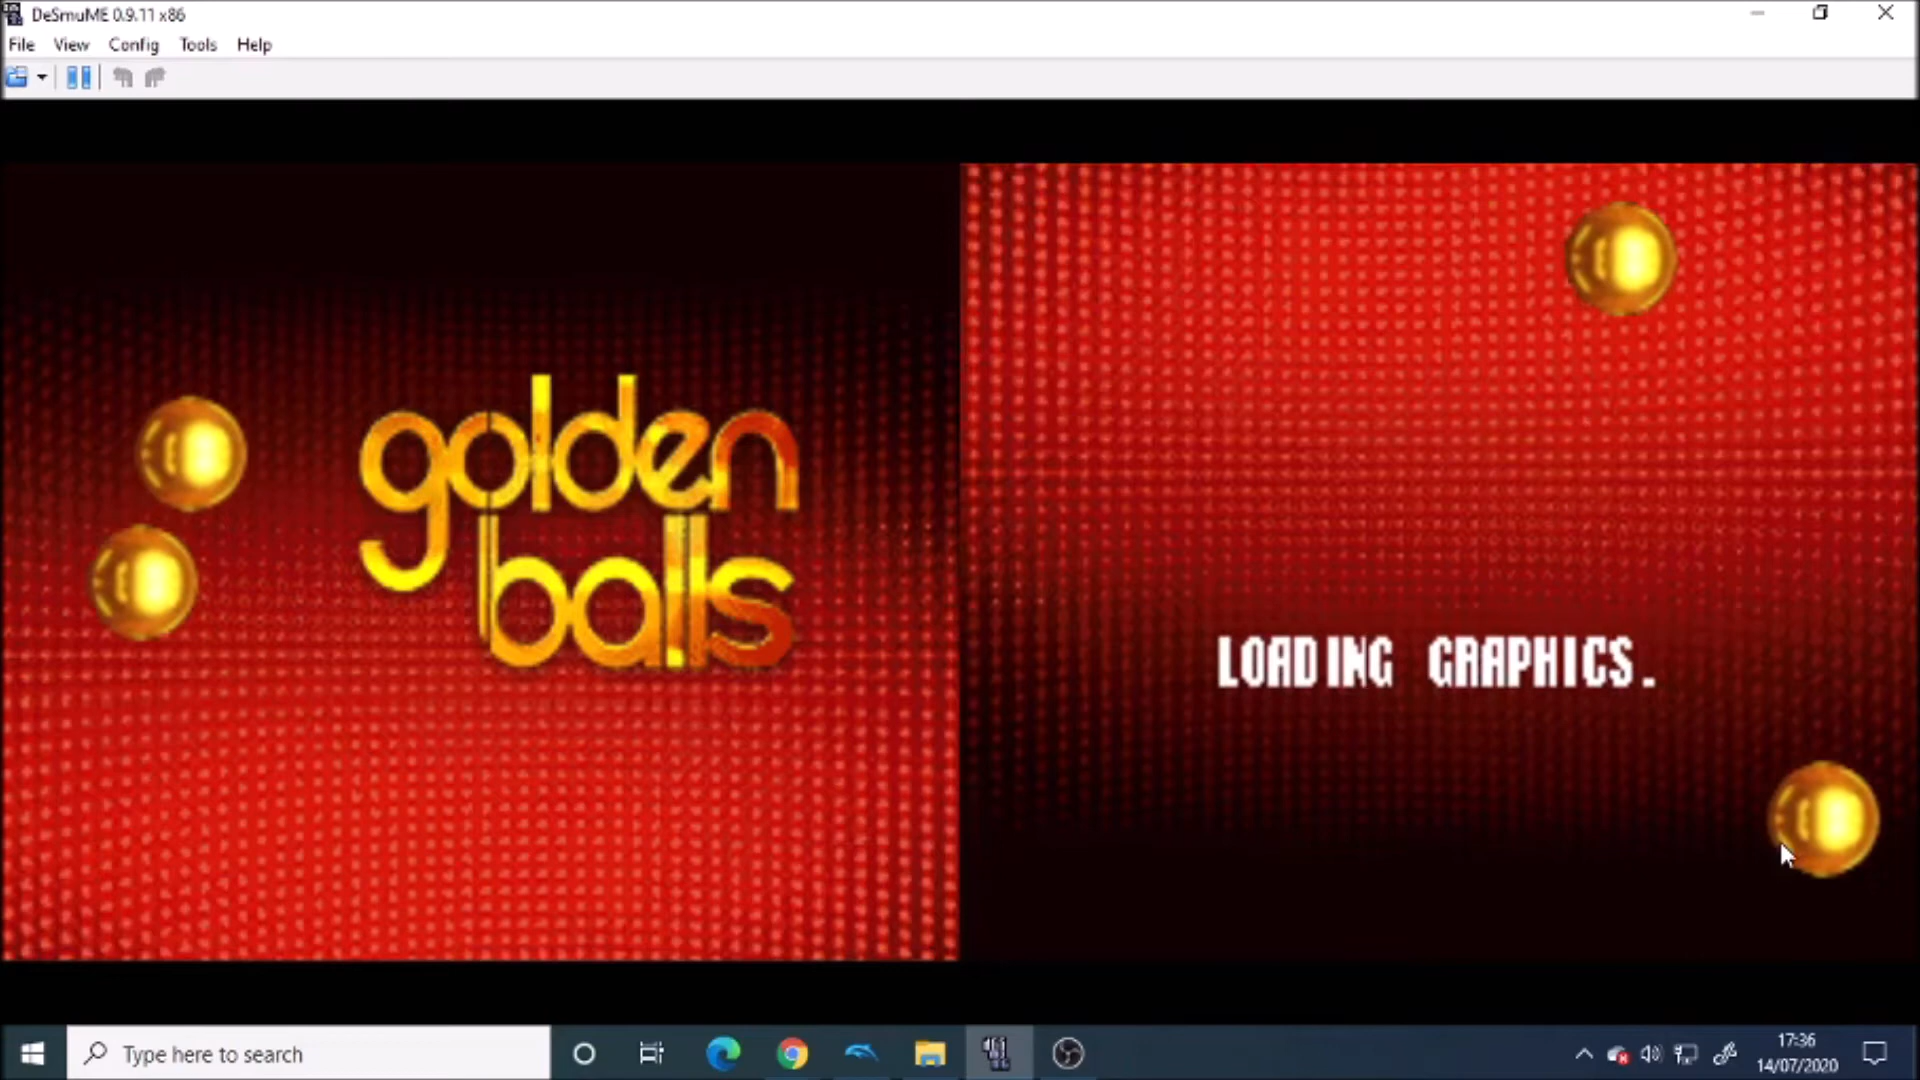 DeSmuME 0.9.11 x86
File View Config Tools Help
golden
balls
LOADING GRAPHICS.
Type here to search
17:36
14/07/2020